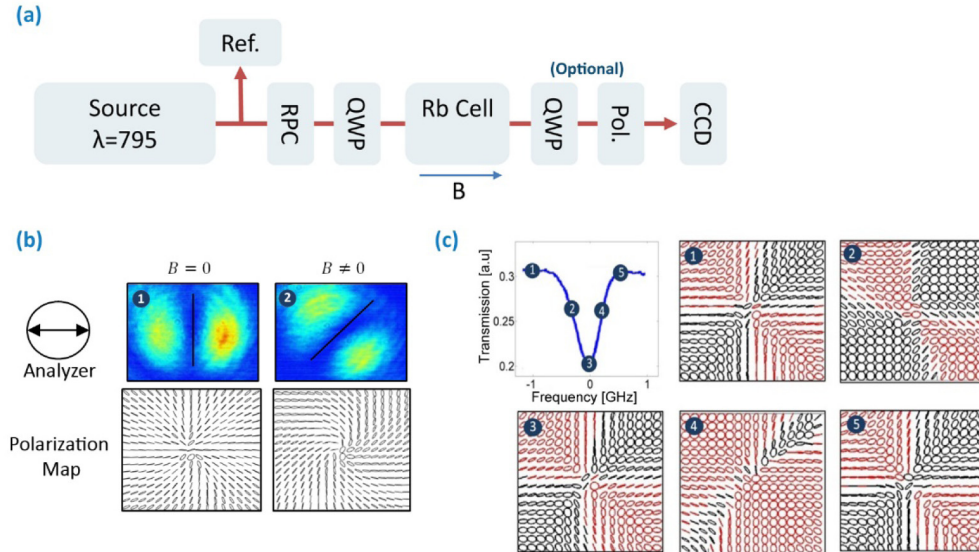 (a)
Ref.
(Optional)
Source
λ=795
RPC
QWP
Rb Cell
QWP
Pol.
CCD
B
(b)
B = 0
B ≠ 0
1
2
Analyzer
Polarization
Map
(c)
Transmission [a.u]
0.3
0.25
0.2
1
2
3
4
5
-1
0
1
Frequency [GHz]
1
2
3
4
5